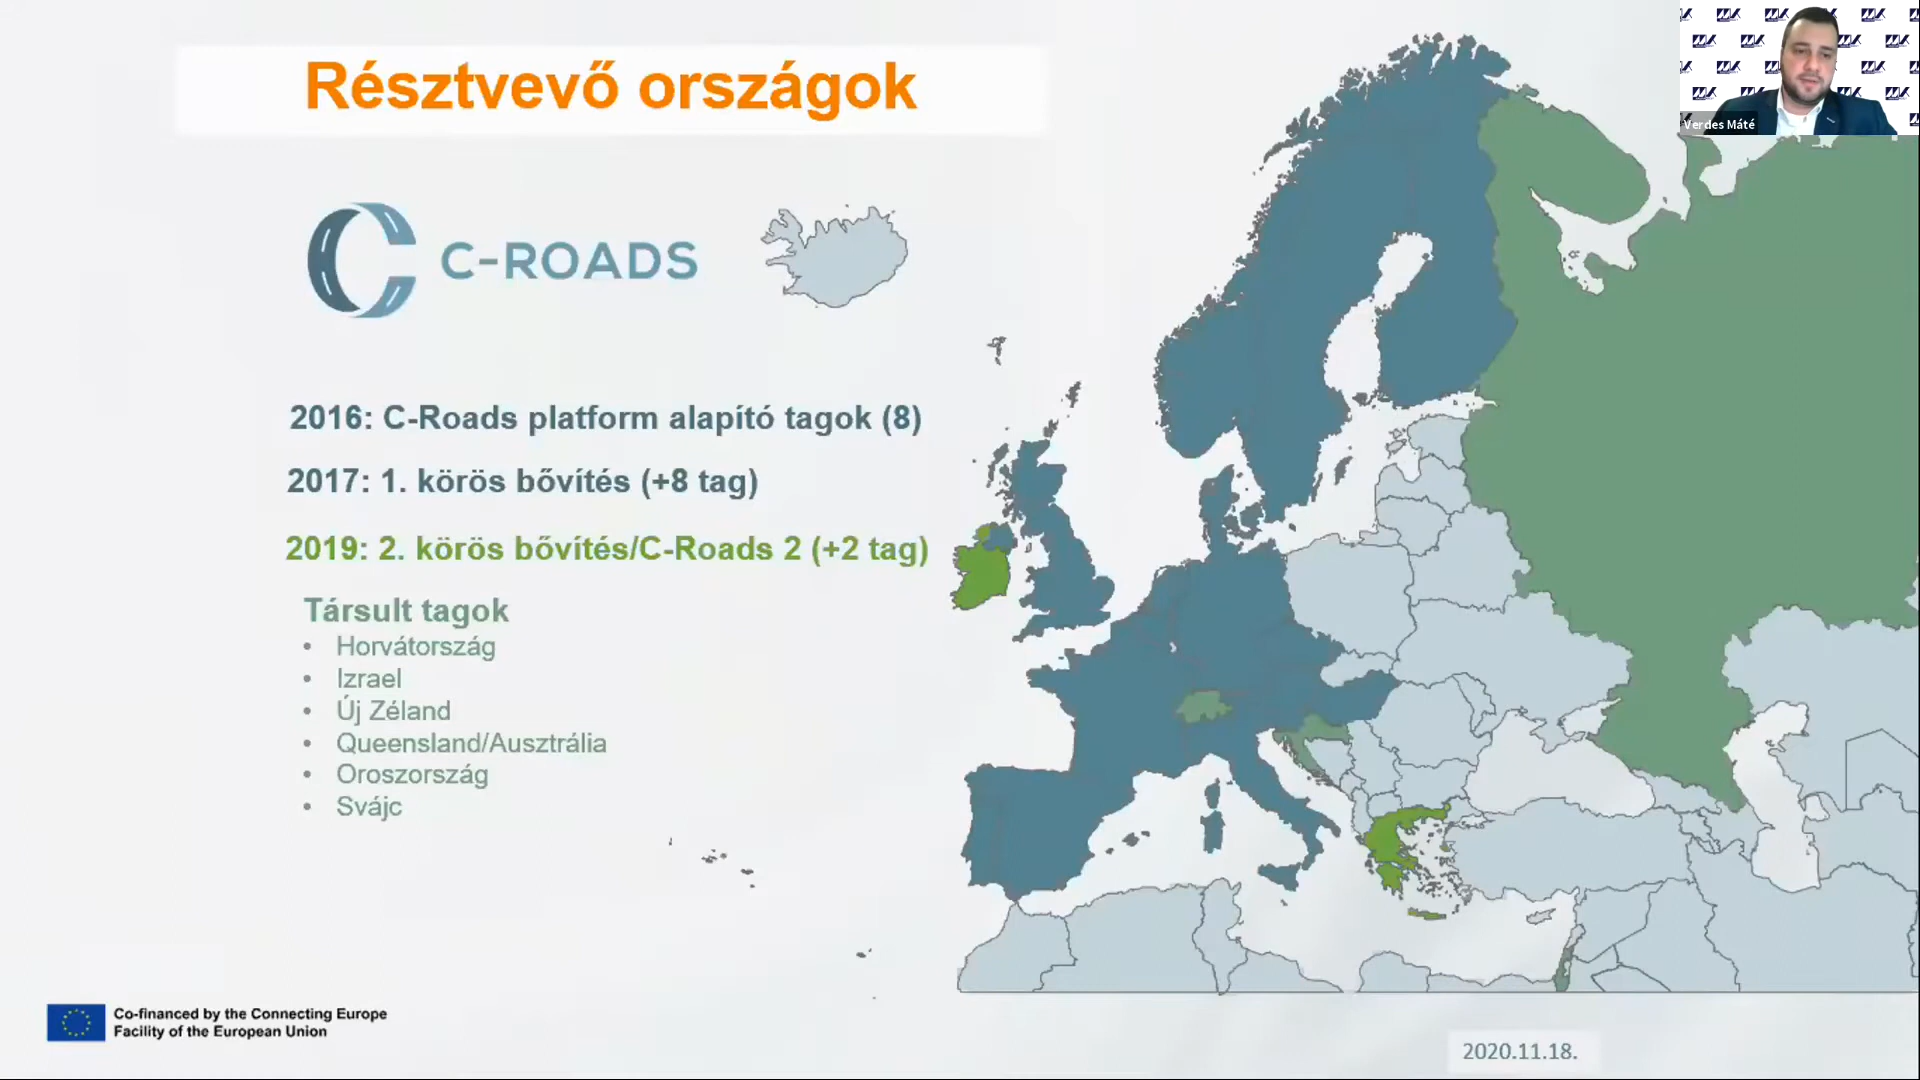 Résztvevő országok
Verdes Máté
C-ROADS
2016: C-Roads platform alapító tagok (8)
2017: 1. körös bővítés (+8 tag)
2019: 2. körös bővítés/C-Roads 2 (+2 tag)
Társult tagok
• Horvátország
• Izrael
• Új Zéland
• Queensland/Ausztrália
• Oroszország
• Svájc
Co-financed by the Connecting Europe
Facility of the European Union
2020.11.18.